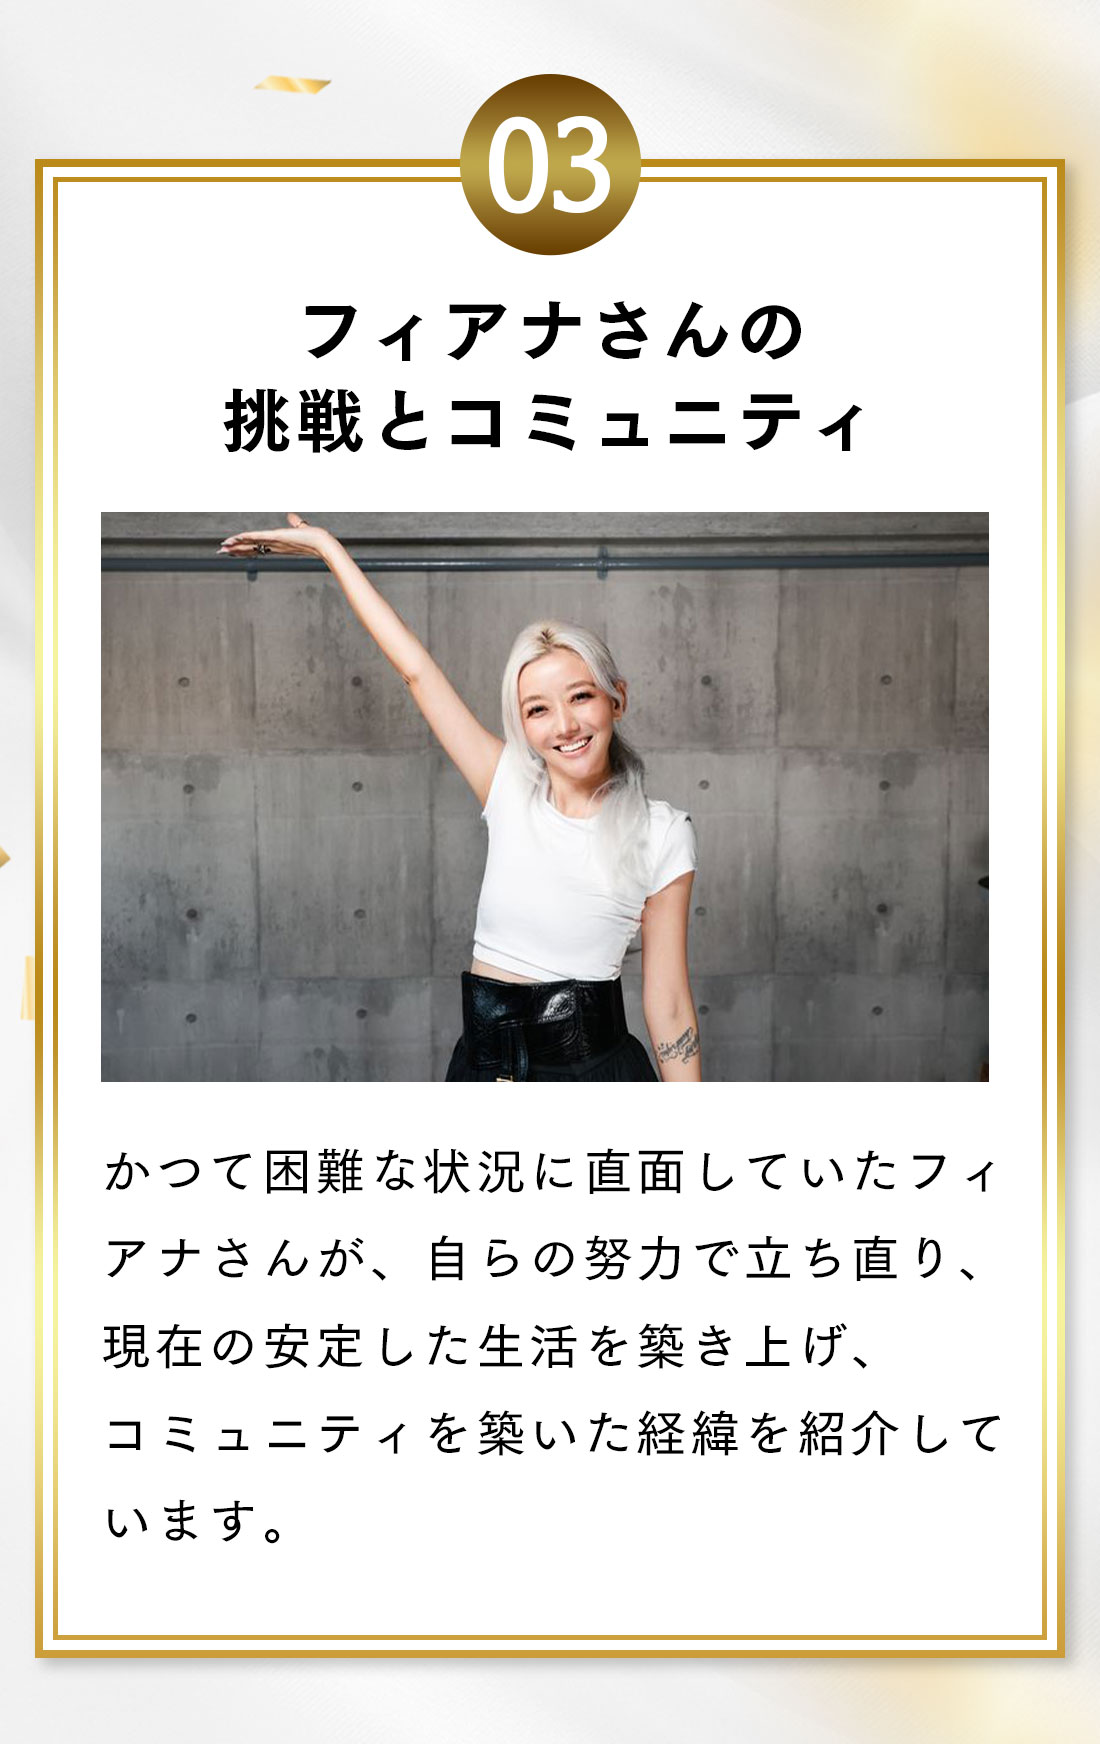 03
フィアナさんの
挑戦とコミュニティ
かつて困難な状況に直面していたフィ
アナさんが、自らの努力で立ち直り、
現在の安定した生活を築き上げ、
コミュニティを築いた経緯を紹介して
います。